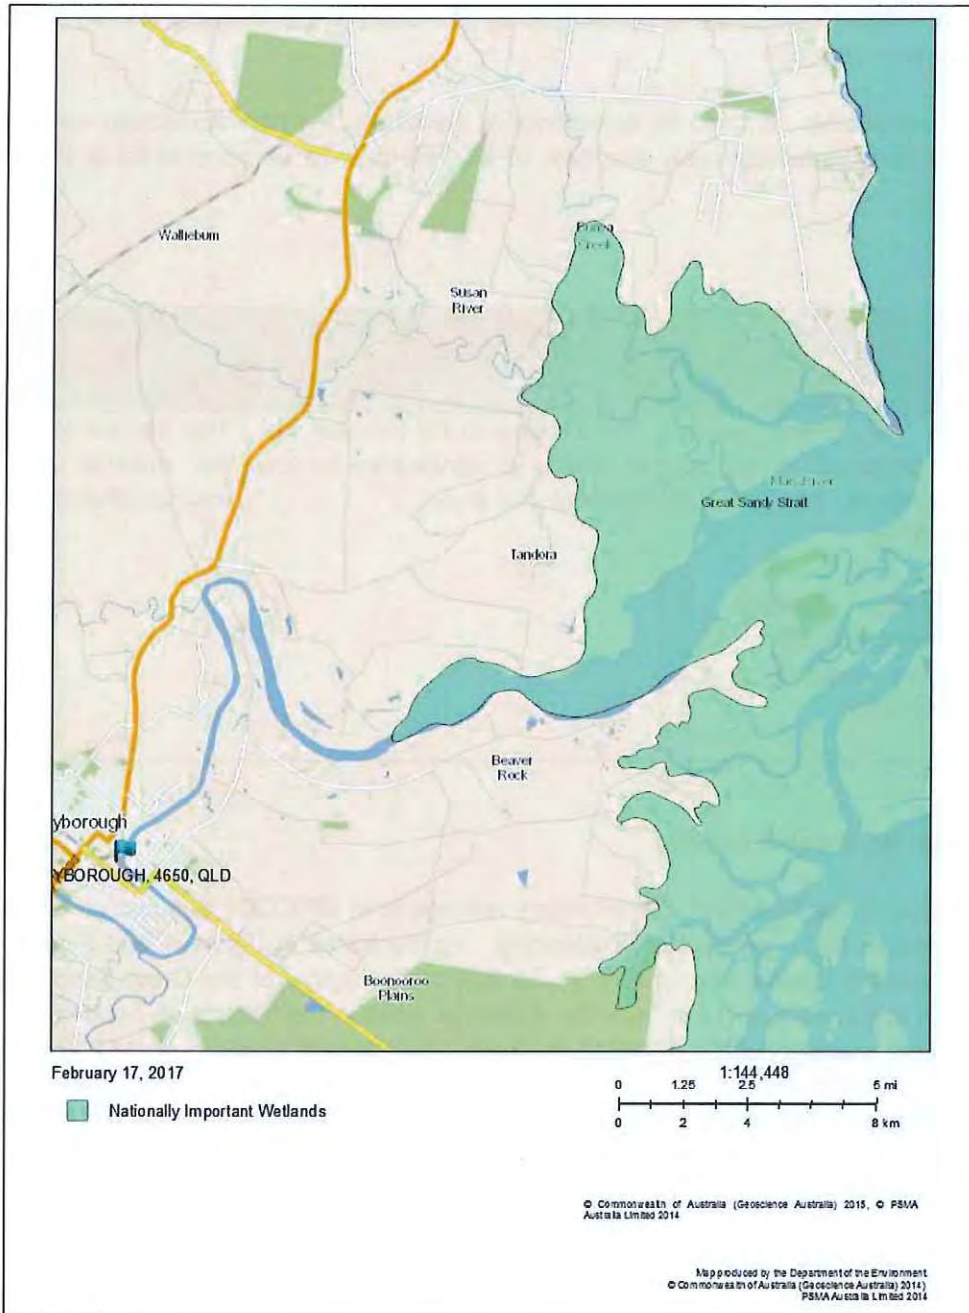 Walliebum
Creek
Susan
River
Great Sandy Strait
Tandora
Beaver
Rock
yborough
YBOROUGH, 4650, QLD
Boonooroo
Plains
February 17, 2017
1:144,448
0 1.25 2.5 5 mi
Nationally Important Wetlands
0 2 4 8 km
© Commonwealth of Australia (Geoscience Australia) 2015, © PSMA
Australia Limited 2014
Map produced by the Department of the Environment
© Commonwealth of Australia (Geoscience Australia) 2014)
PSMA Australia Limited 2014